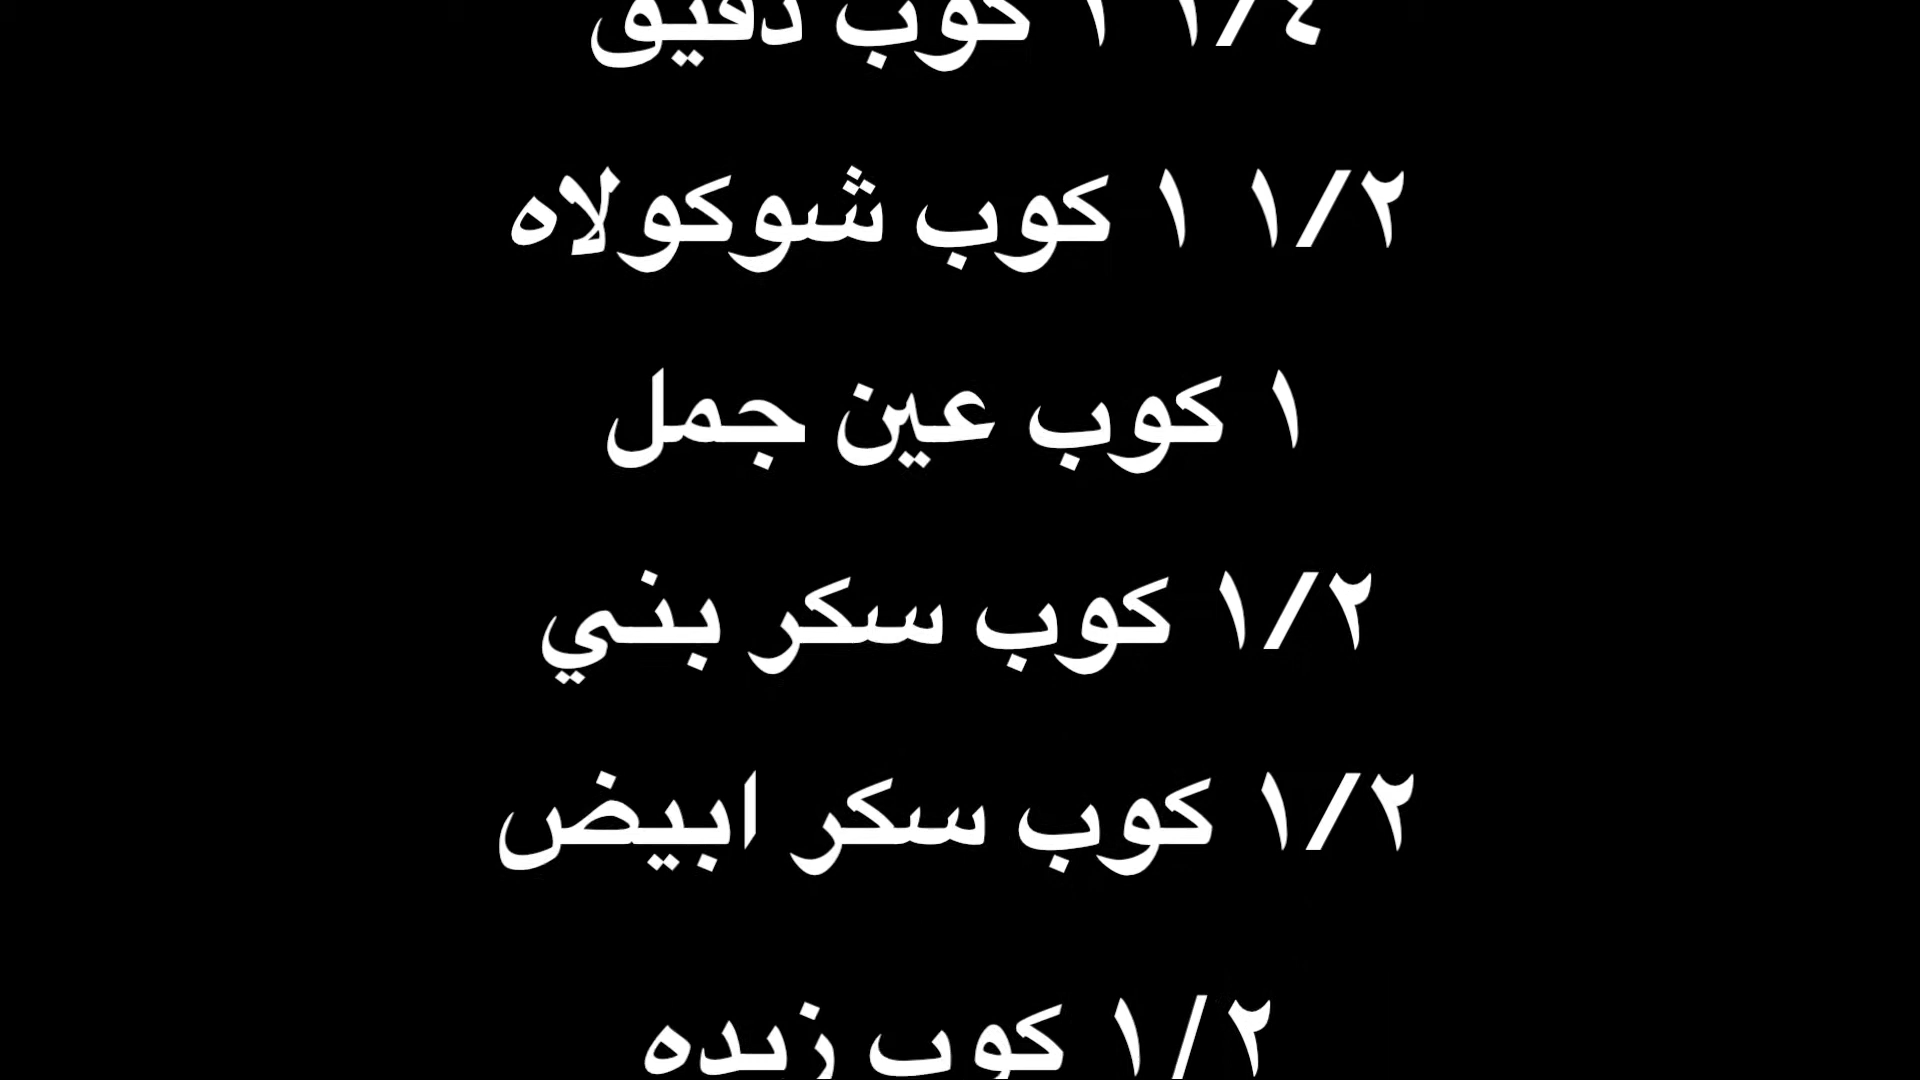 ١/٤ ١ كوب دقيق
١/٢ ١ كوب شوكولاه
١ كوب عين جمل
١/٢ كوب سكر بني
١/٢ كوب سكر ابيض
١/٢ كوب زبده